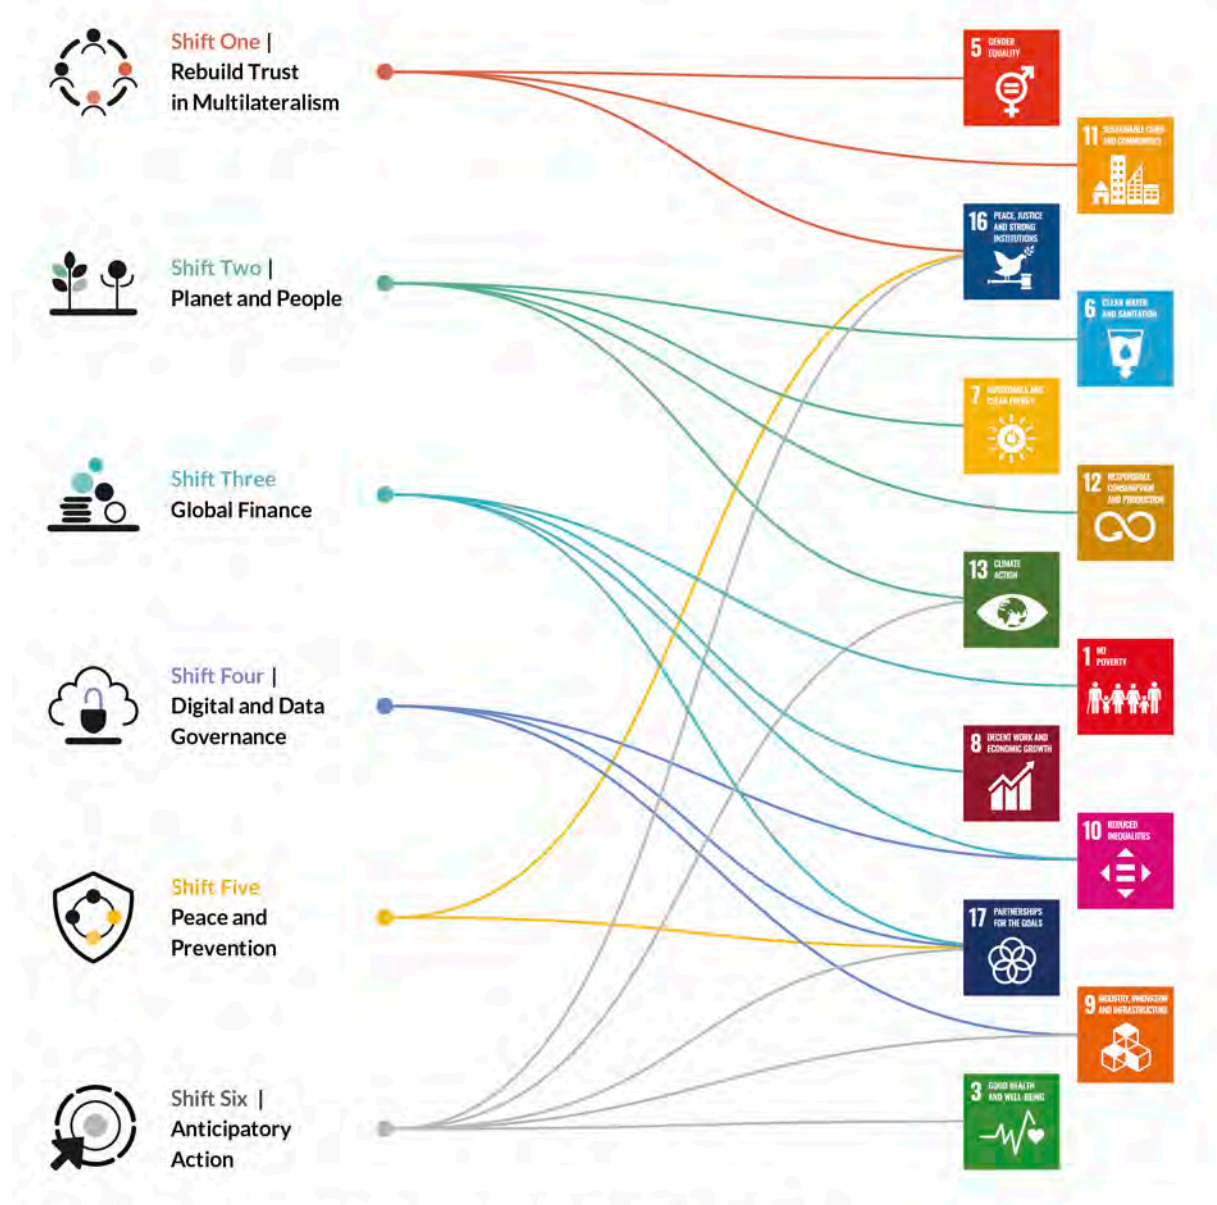 Shift One |
Rebuild Trust
in Multilateralism
Shift Two |
Planet and People
Shift Three
Global Finance
Shift Four |
Digital and Data
Governance
Shift Five
Peace and
Prevention
Shift Six |
Anticipatory
Action
5 GENDER
EQUALITY
11 SUSTAINABLE CITIES
AND COMMUNITIES
16 PEACE, JUSTICE
AND STRONG
INSTITUTIONS
6 CLEAN WATER
AND SANITATION
7 AFFORDABLE AND
CLEAN ENERGY
12 RESPONSIBLE
CONSUMPTION
AND PRODUCTION
13 CLIMATE
ACTION
1 NO
POVERTY
8 DECENT WORK AND
ECONOMIC GROWTH
10 REDUCED
INEQUALITIES
17 PARTNERSHIPS
FOR THE GOALS
9 INDUSTRY, INNOVATION
AND INFRASTRUCTURE
3 GOOD HEALTH
AND WELL-BEING